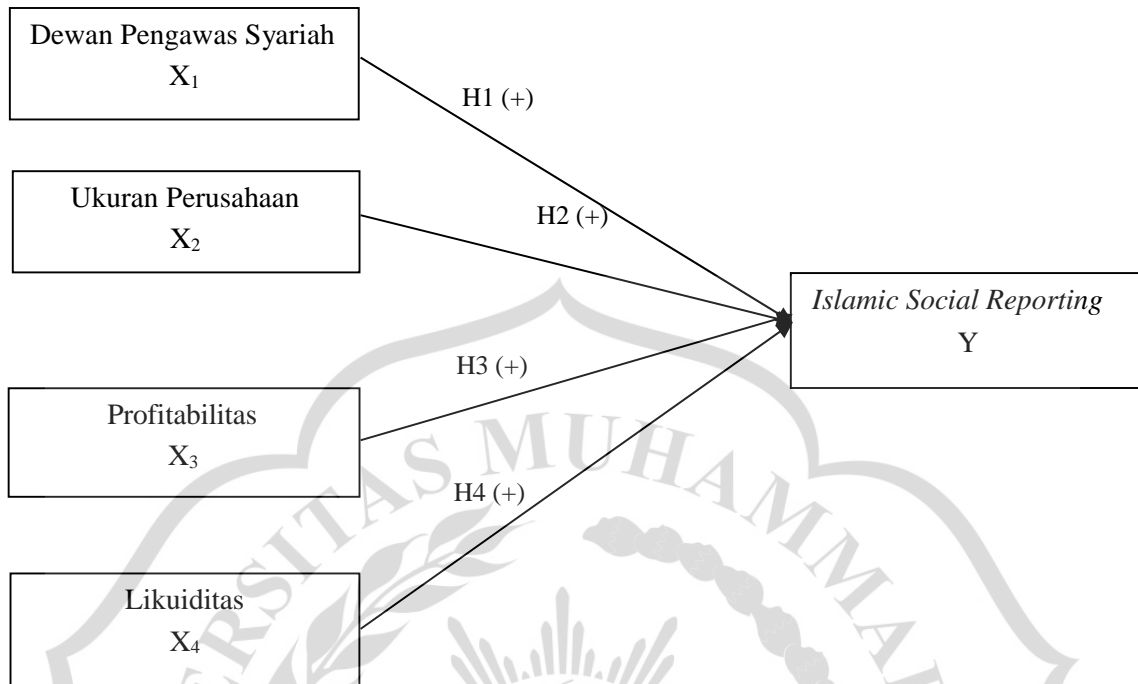 Dewan Pengawas Syariah
X₁
H1 (+)
Ukuran Perusahaan
X₂
H2 (+)
Islamic Social Reporting
Y
H3 (+)
Profitabilitas
X₃
H4 (+)
Likuiditas
X₄